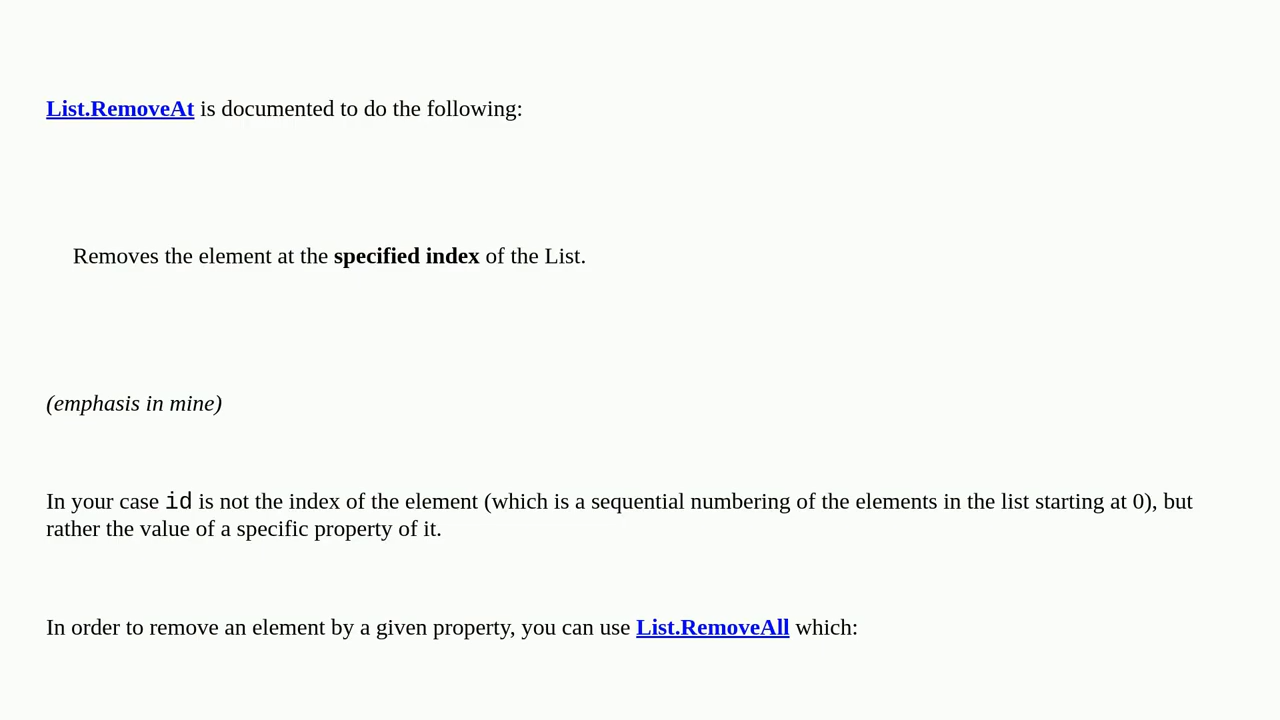 List.RemoveAt is documented to do the following:
Removes the element at the specified index of the List.
(emphasis in mine)
In your case id is not the index of the element (which is a sequential numbering of the elements in the list starting at 0), but
rather the value of a specific property of it.
In order to remove an element by a given property, you can use List.RemoveAll which: